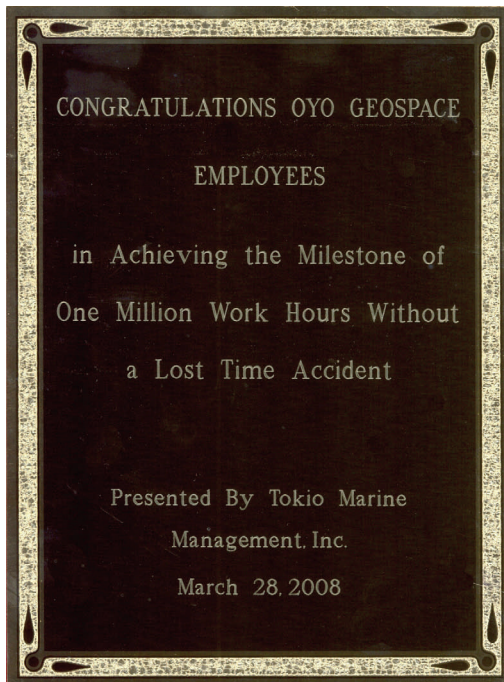 CONGRATULATIONS OYO GEOSPACE
EMPLOYEES
in Achieving the Milestone of
One Million Work Hours Without
a Lost Time Accident
Presented By Tokio Marine
Management, Inc.
March 28, 2008